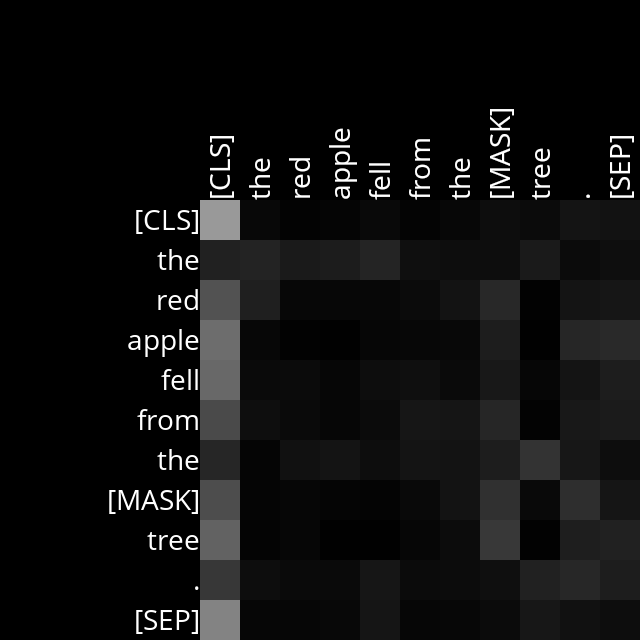 [CLS] the red apple fell from the [MASK] tree . [SEP]
[CLS]
the
red
apple
fell
from
the
[MASK]
tree
.
[SEP]